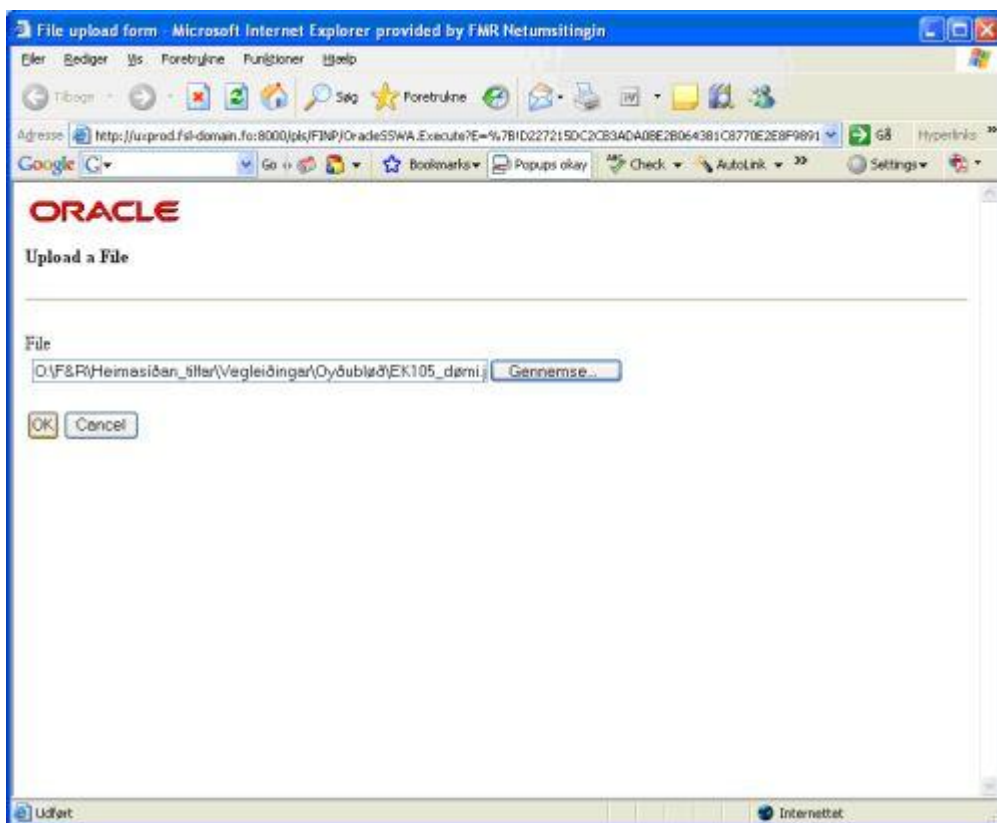 File upload form - Microsoft Internet Explorer provided by FMR Netumsitingin
Filer Rediger Vis Foretrukne Funktioner Hjælp
Tilbage Søg Foretrukne
Adresse http://uxprod.fsl-domain.fo:8000/pls/FINP/OracleSSWA.Execute?E= Gå Hyperlinks »
Google G Go Bookmarks Popups okay ABC Check AutoLink » Settings
ORACLE
Upload a File
File
O:\F&R\Heimasíðan_tilfar\Vegleiðingar\Oyðubløð\EK105_dømi.j Gennemse...
OK Cancel
Udført Internettet